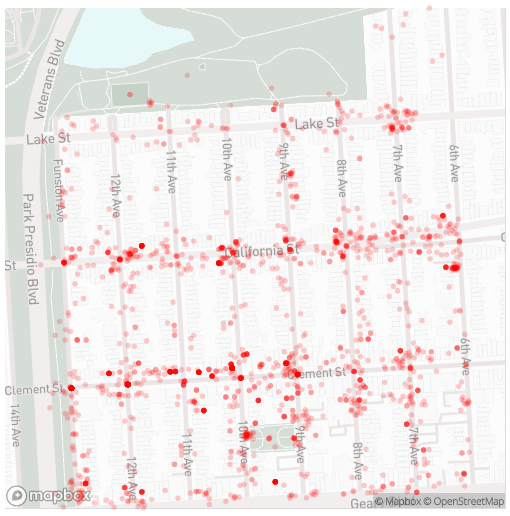 Veterans Blvd
Lake St
Lake St
Funston Ave
12th Ave
11th Ave
10th Ave
9th Ave
8th Ave
7th Ave
6th Ave
Park Presidio Blvd
St
California St
C
Clement St
Clement St
6th Ave
14th Ave
12th Ave
11th Ave
10th Ave
9th Ave
8th Ave
7th Ave
mapbox
Gea
© Mapbox © OpenStreetMap